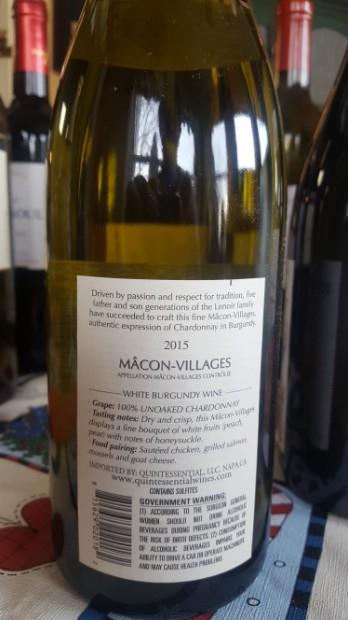 Driven by passion and respect for tradition, five
father and son generations of the Lenoir family
have succeeded to craft this fine Mâcon-Villages,
authentic expression of Chardonnay in Burgundy.
2015
MÂCON-VILLAGES
APPELLATION MÂCON-VILLAGES CONTRÔLÉE
WHITE BURGUNDY WINE
- Grape: 100% UNOAKED CHARDONNAY
- Tasting notes: Dry and crisp, this Mâcon-Villages
displays a fine bouquet of white fruits (peach,
pear) with notes of honeysuckle.
- Food pairing: Sautéed chicken, grilled salmon,
mussels and goat cheese.
IMPORTED BY: QUINTESSENTIAL, LLC, NAPA, CA
www.quintessentialwines.com
CONTAINS SULFITES
GOVERNMENT WARNING:
(1) ACCORDING TO THE SURGEON GENERAL,
WOMEN SHOULD NOT DRINK ALCOHOLIC
BEVERAGES DURING PREGNANCY BECAUSE OF
THE RISK OF BIRTH DEFECTS. (2) CONSUMPTION
OF ALCOHOLIC BEVERAGES IMPAIRS YOUR
ABILITY TO DRIVE A CAR OR OPERATE MACHINERY,
AND MAY CAUSE HEALTH PROBLEMS